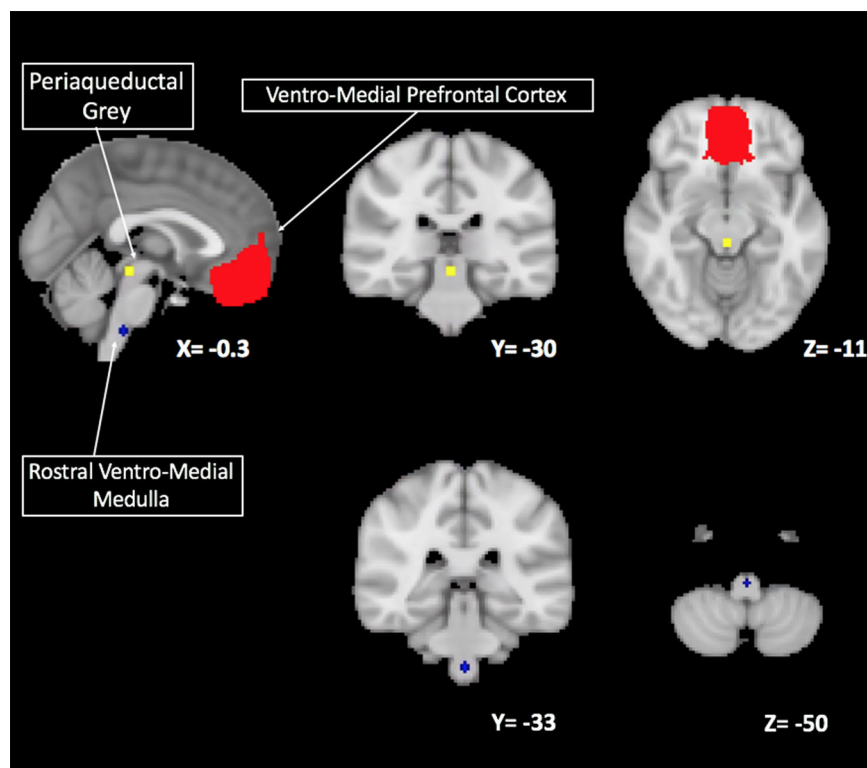 Periaqueductal
Grey
Ventro-Medial Prefrontal Cortex
X= -0.3
Y= -30
Z= -11
Rostral Ventro-Medial
Medulla
Y= -33
Z= -50